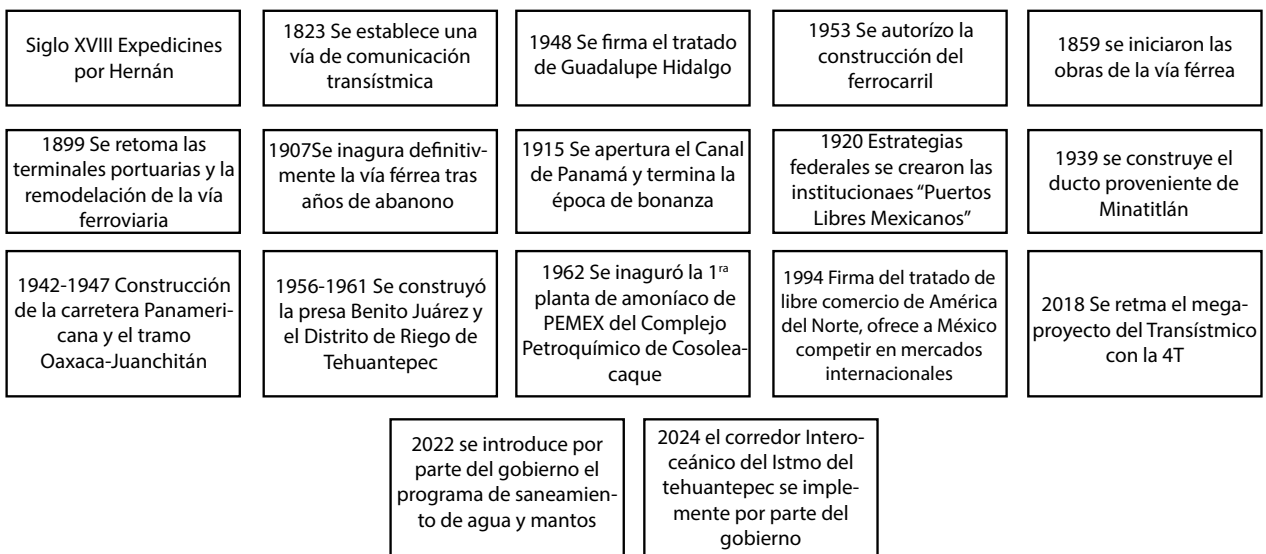 Siglo XVIII Expedicines
por Hernán
1823 Se establece una
vía de comunicación
transístmica
1948 Se firma el tratado
de Guadalupe Hidalgo
1953 Se autorízo la
construcción del
ferrocarril
1859 se iniciaron las
obras de la vía férrea
1899 Se retoma las
terminales portuarias y la
remodelación de la vía
ferroviaria
1907Se inagura definitiv-
mente la vía férrea tras
años de abanono
1915 Se apertura el Canal
de Panamá y termina la
época de bonanza
1920 Estrategias
federales se crearon las
institucionaes “Puertos
Libres Mexicanos”
1939 se construye el
ducto proveniente de
Minatitlán
1942-1947 Construcción
de la carretera Panameri-
cana y el tramo
Oaxaca-Juanchitán
1956-1961 Se construyó
la presa Benito Juárez y
el Distrito de Riego de
Tehuantepec
1962 Se inaguró la 1ra
planta de amoníaco de
PEMEX del Complejo
Petroquímico de Cosolea-
caque
1994 Firma del tratado de
libre comercio de América
del Norte, ofrece a México
competir en mercados
internacionales
2018 Se retma el mega-
proyecto del Transístmico
con la 4T
2022 se introduce por
parte del gobierno el
programa de saneamien-
to de agua y mantos
2024 el corredor Intero-
ceánico del Istmo del
tehuantepec se imple-
mente por parte del
gobierno